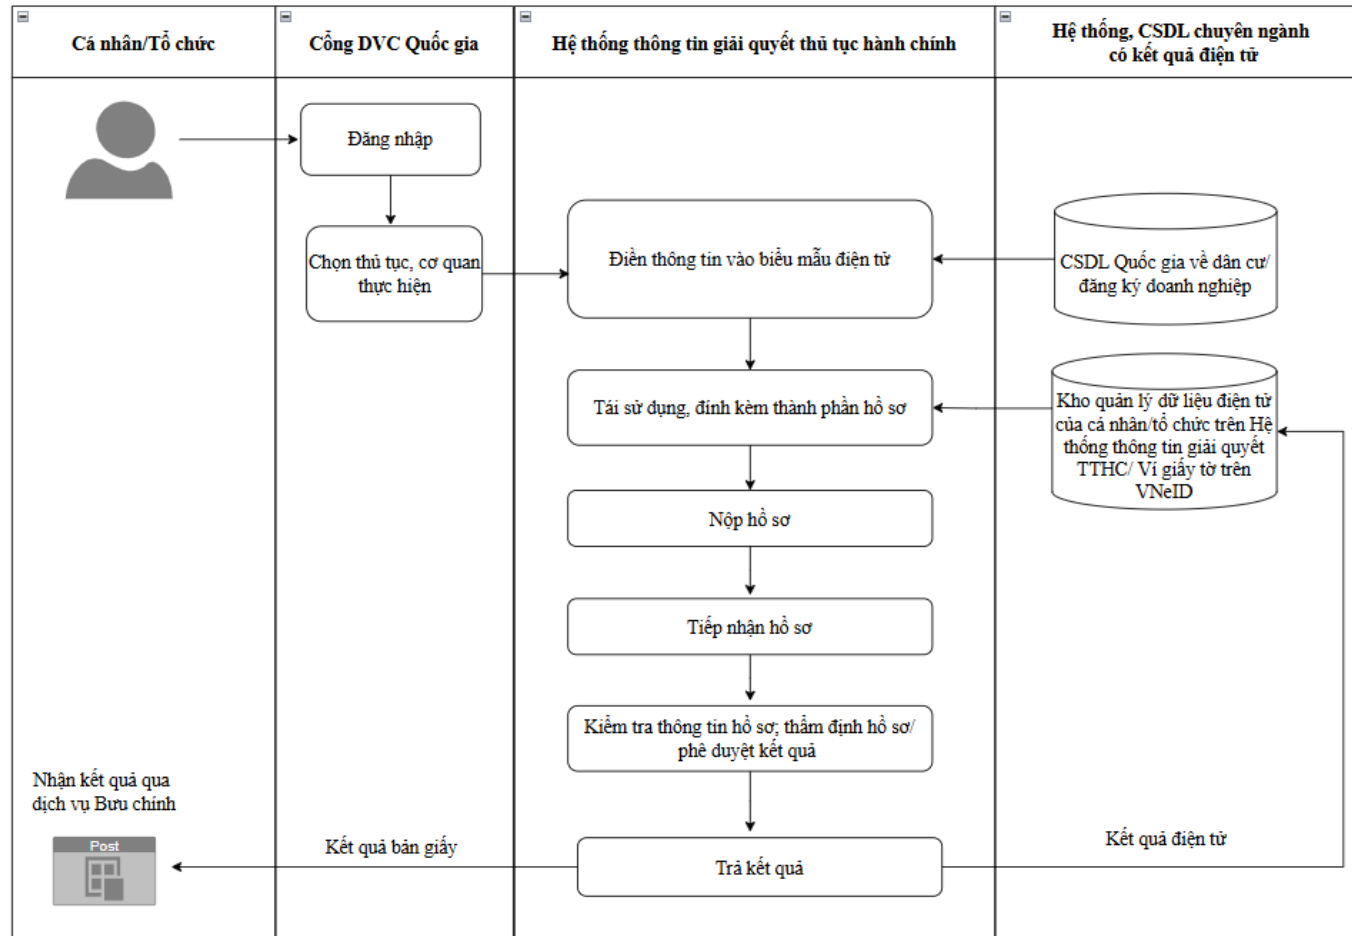 Cá nhân/Tổ chức
Cổng DVC Quốc gia
Hệ thống thông tin giải quyết thủ tục hành chính
Hệ thống, CSDL chuyên ngành
có kết quả điện tử
Đăng nhập
Chọn thủ tục, cơ quan
thực hiện
Điền thông tin vào biểu mẫu điện tử
CSDL Quốc gia về dân cư/
đăng ký doanh nghiệp
Tái sử dụng, đính kèm thành phần hồ sơ
Kho quản lý dữ liệu điện tử
của cá nhân/tổ chức trên Hệ
thống thông tin giải quyết
TTHC/ Ví giấy tờ trên
VNeID
Nộp hồ sơ
Tiếp nhận hồ sơ
Kiểm tra thông tin hồ sơ; thẩm định hồ sơ/
phê duyệt kết quả
Nhận kết quả qua
dịch vụ Bưu chính
Post
Kết quả bản giấy
Trả kết quả
Kết quả điện tử